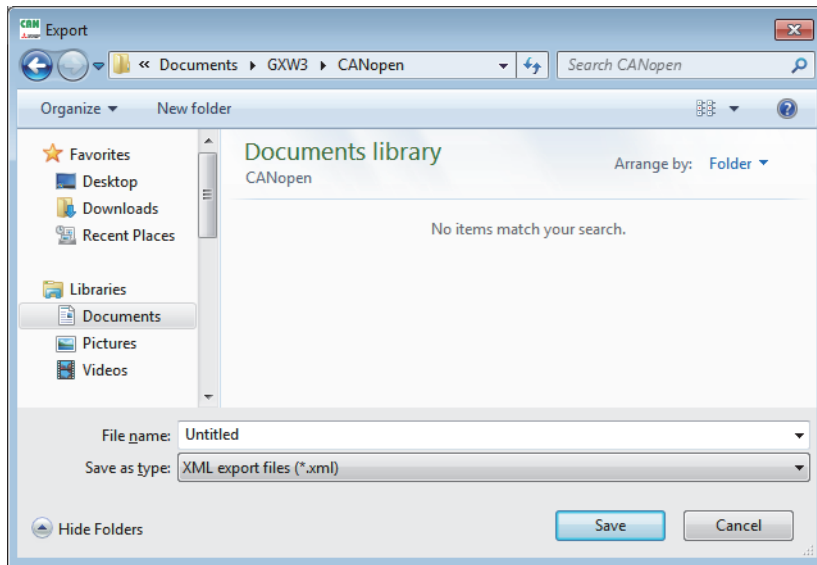 CAN
Export
« Documents ▸ GXW3 ▸ CANopen
Search CANopen
Organize
New folder
Favorites
Desktop
Downloads
Recent Places
Libraries
Documents
Pictures
Videos
Documents library
CANopen
Arrange by: Folder
No items match your search.
File name: Untitled
Save as type: XML export files (*.xml)
Hide Folders
Save
Cancel